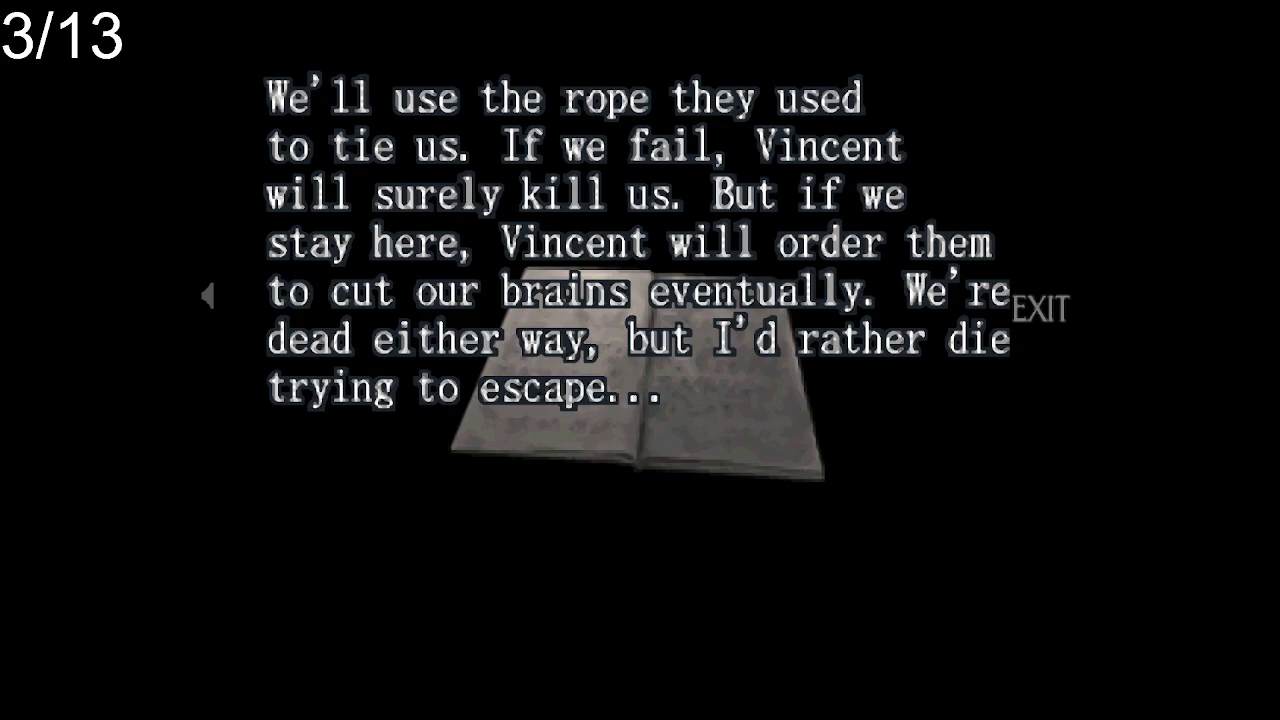 3/13
We'll use the rope they used
to tie us. If we fail, Vincent
will surely kill us. But if we
stay here, Vincent will order them
to cut our brains eventually. We're
dead either way, but I'd rather die
trying to escape...
EXIT